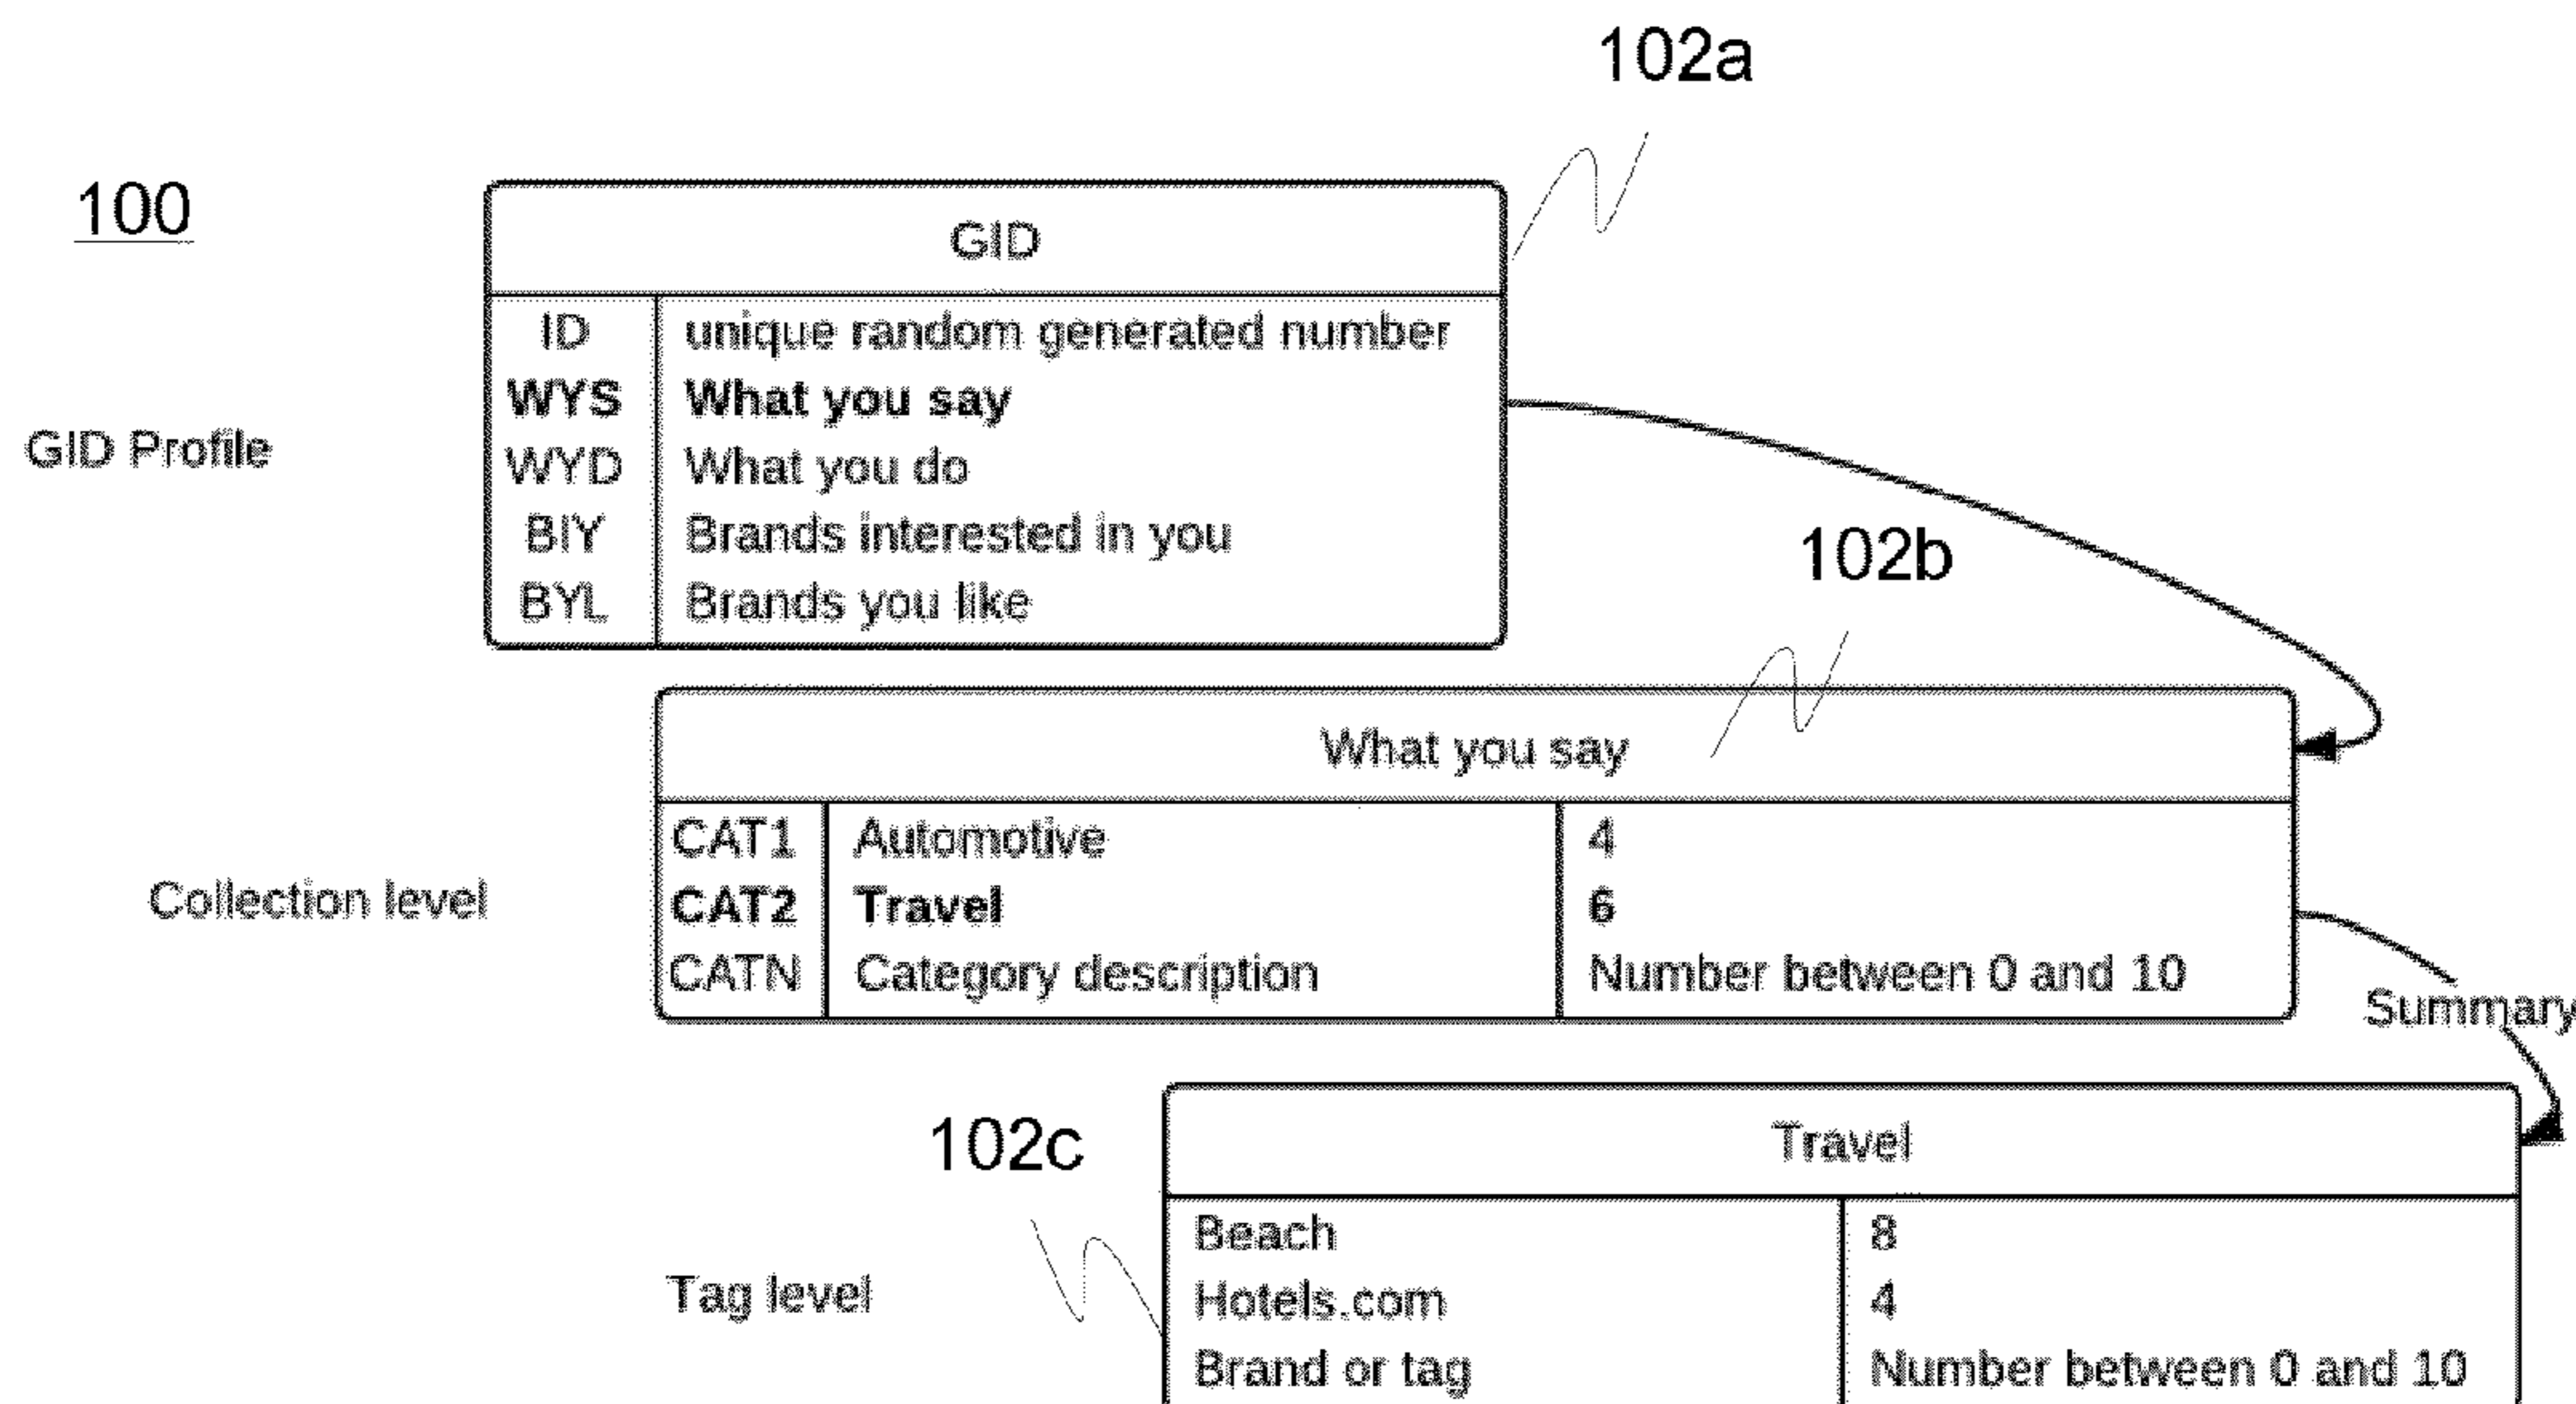 102a
100
GID
ID unique random generated number
WYS What you say
GID Profile
WYD What you do
BIY Brands interested in you
102b
BYL Brands you like
What you say
CAT1 Automotive 4
Collection level
CAT2 Travel 6
CATN Category description Number between 0 and 10
Summary
102c
Travel
Beach 8
Tag level
Hotels.com 4
Brand or tag Number between 0 and 10